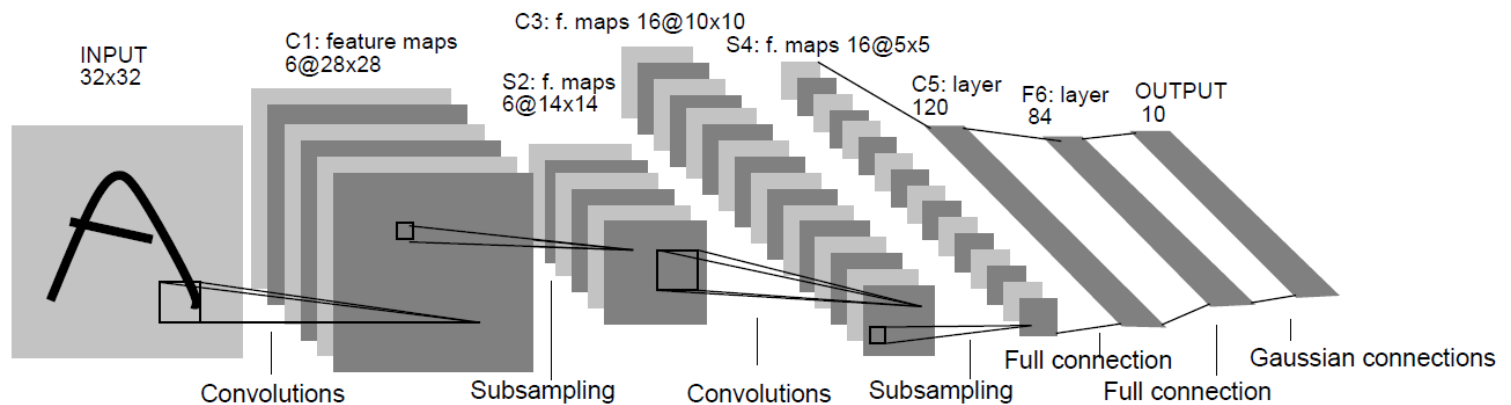 INPUT
32x32
C1: feature maps
6@28x28
S2: f. maps
6@14x14
C3: f. maps 16@10x10
S4: f. maps 16@5x5
C5: layer
120
F6: layer
84
OUTPUT
10
Convolutions
Subsampling
Convolutions
Subsampling
Full connection
Full connection
Gaussian connections